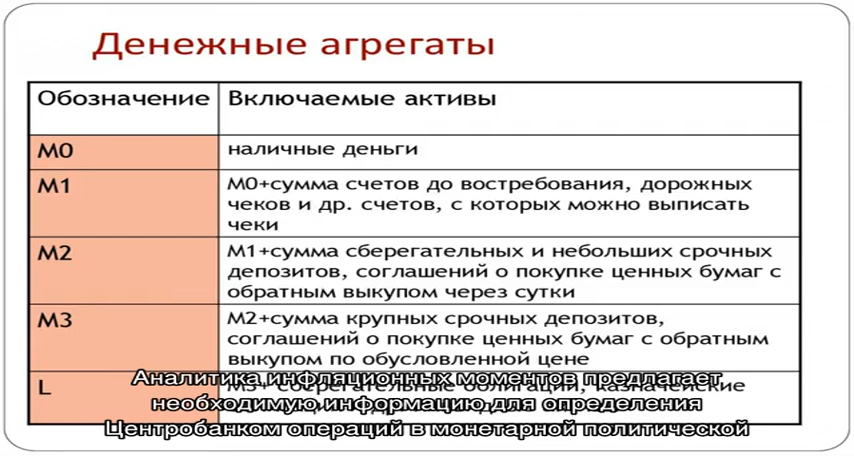 Денежные агрегаты
Обозначение Включаемые активы
М0 наличные деньги
М1 М0+сумма счетов до востребования, дорожных
чеков и др. счетов, с которых можно выписать
чеки
М2 М1+сумма сберегательных и небольших срочных
депозитов, соглашений о покупке ценных бумаг с
обратным выкупом через сутки
М3 М2+сумма крупных срочных депозитов,
соглашений о покупке ценных бумаг с обратным
выкупом по обусловленной цене
L казначейские
Аналитика инфляционных моментов предлагает
необходимую информацию для определения
Центробанком операций в монетарной политической